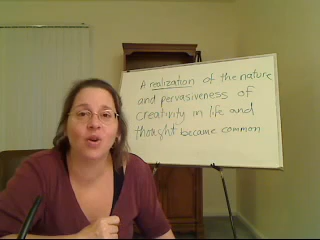 A realization of the nature
and pervasiveness of
creativity in life and
thought became common